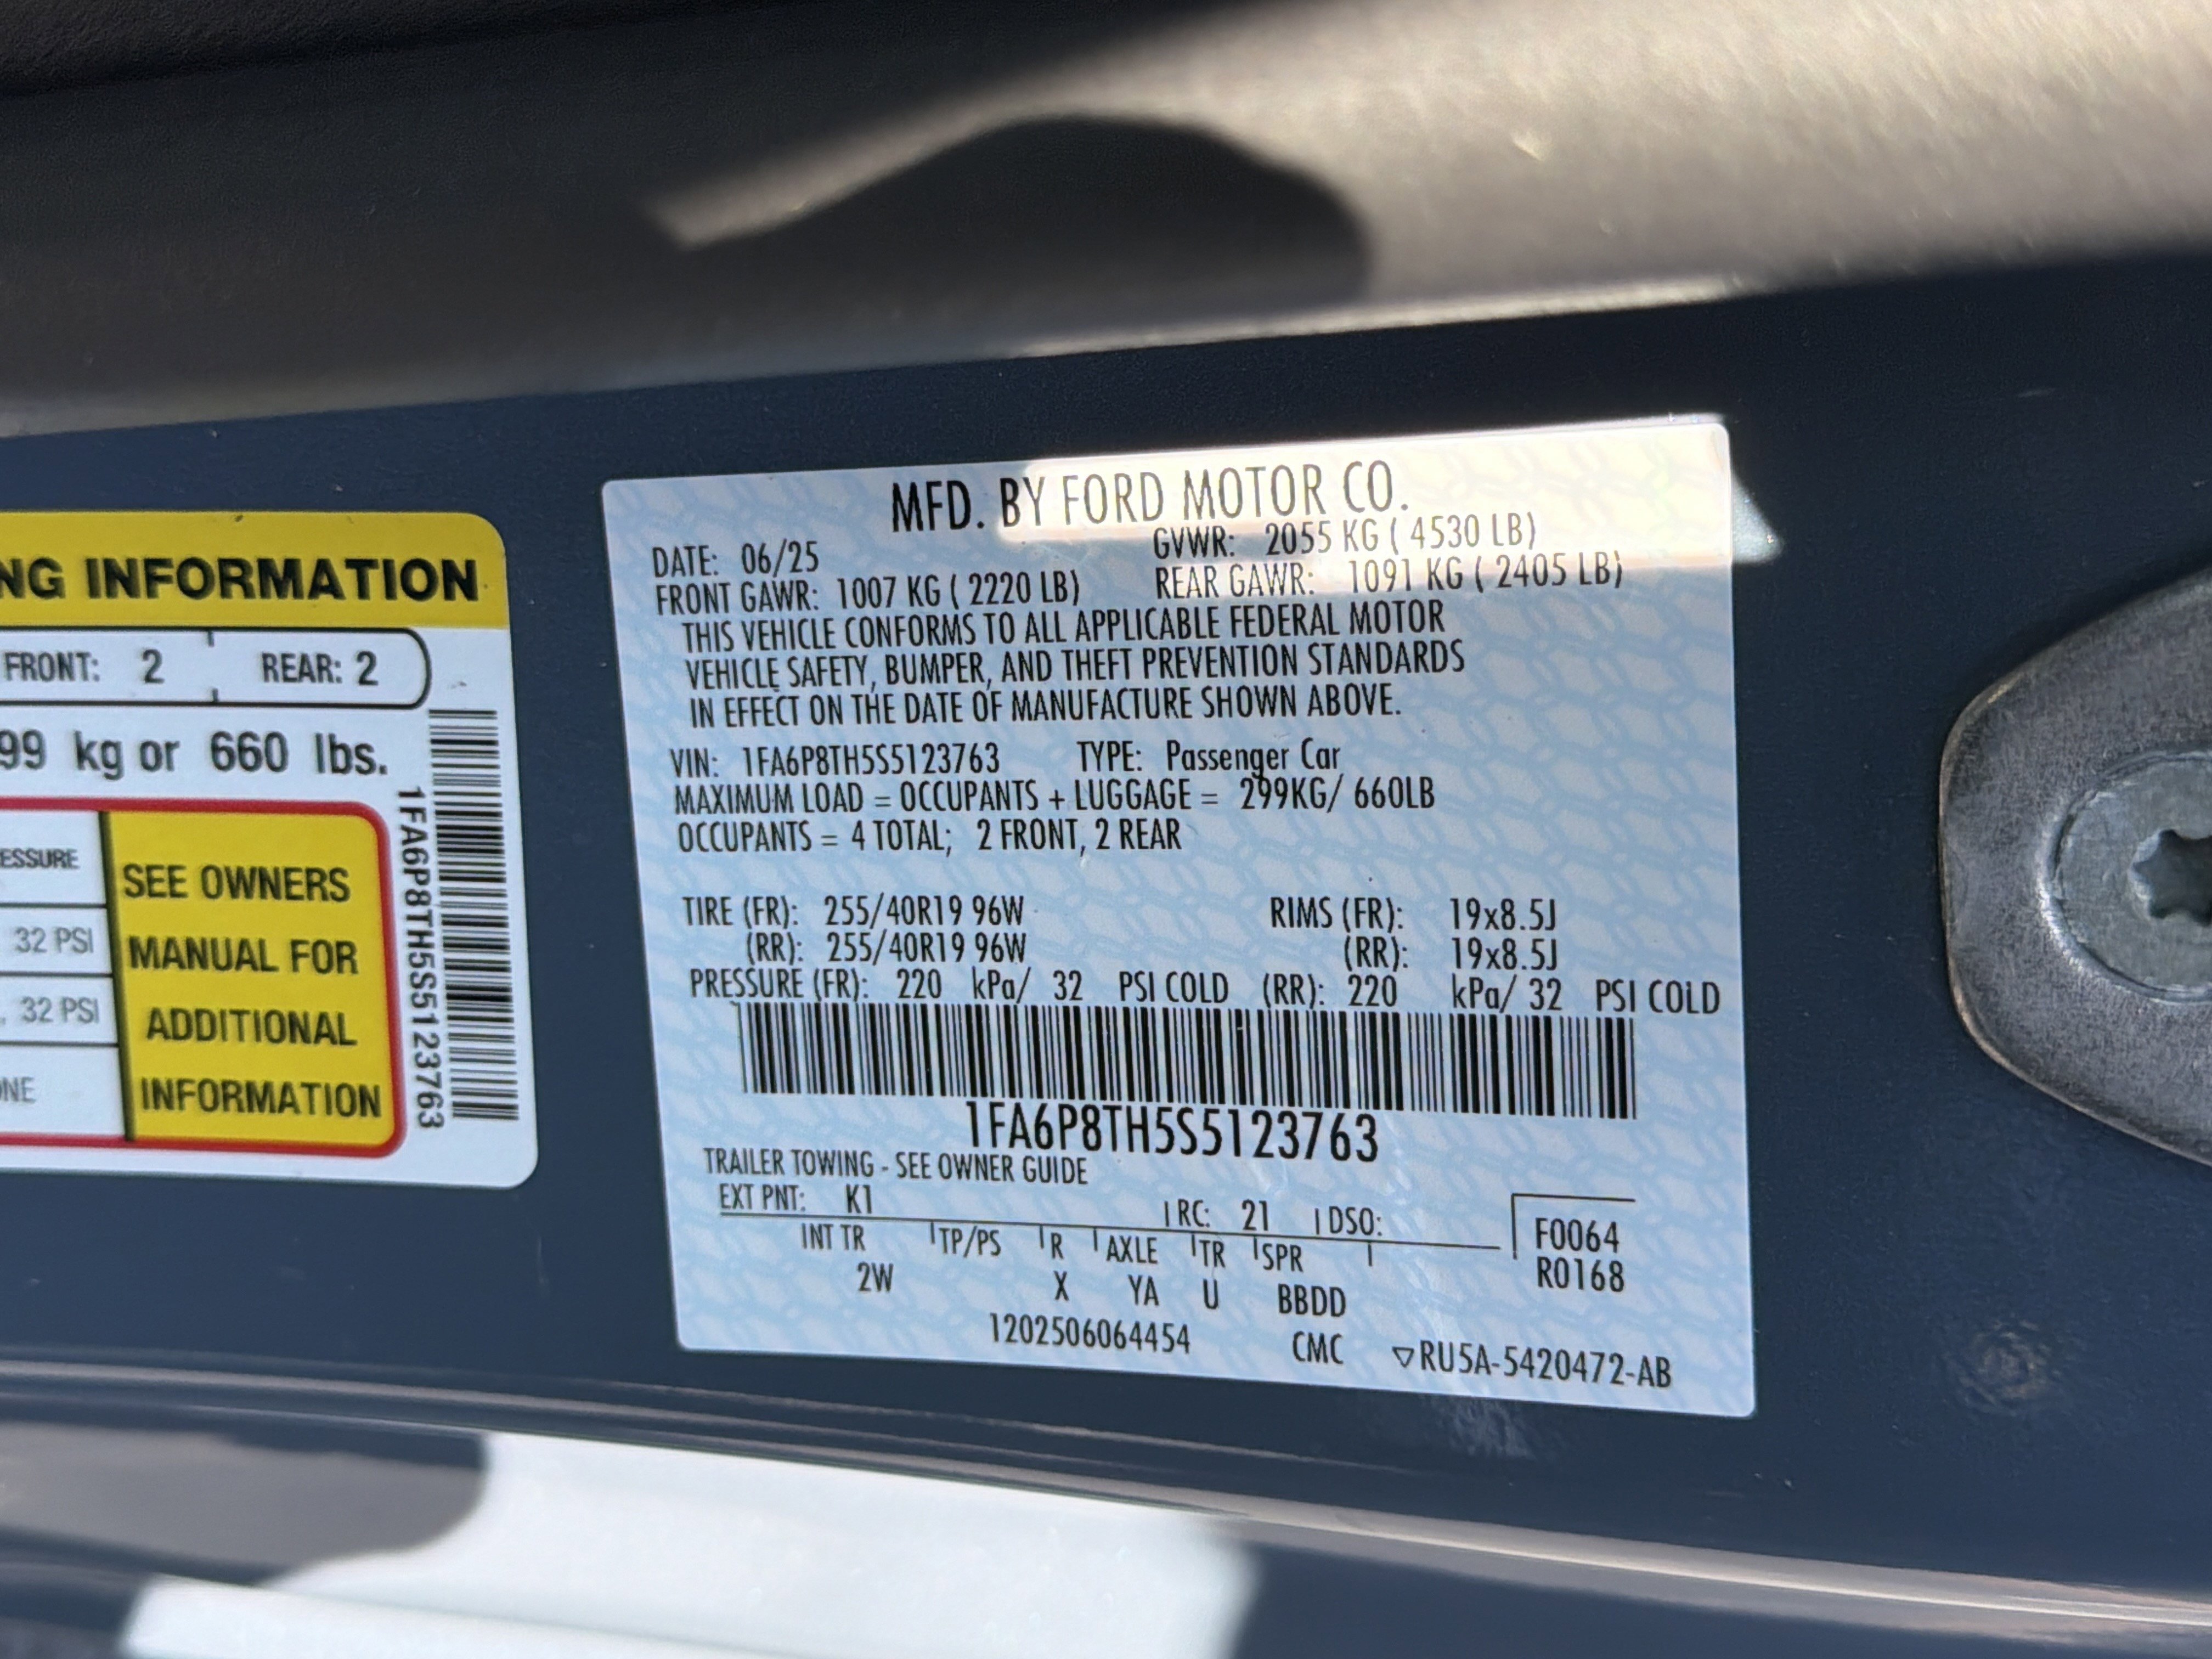 NG INFORMATION
FRONT: 2 REAR: 2
99 kg or 660 lbs.
ESSURE
32 PSI
, 32 PSI
NE
SEE OWNERS
MANUAL FOR
ADDITIONAL
INFORMATION
1FA6P8TH5S5123763
MFD. BY FORD MOTOR CO.
DATE: 06/25 GVWR: 2055 KG ( 4530 LB)
FRONT GAWR: 1007 KG ( 2220 LB) REAR GAWR: 1091 KG ( 2405 LB)
THIS VEHICLE CONFORMS TO ALL APPLICABLE FEDERAL MOTOR
VEHICLE SAFETY, BUMPER, AND THEFT PREVENTION STANDARDS
IN EFFECT ON THE DATE OF MANUFACTURE SHOWN ABOVE.
VIN: 1FA6P8TH5S5123763 TYPE: Passenger Car
MAXIMUM LOAD = OCCUPANTS + LUGGAGE = 299KG/ 660LB
OCCUPANTS = 4 TOTAL; 2 FRONT, 2 REAR
TIRE (FR): 255/40R19 96W RIMS (FR): 19x8.5J
(RR): 255/40R19 96W (RR): 19x8.5J
PRESSURE (FR): 220 kPa/ 32 PSI COLD (RR): 220 kPa/ 32 PSI COLD
1FA6P8TH5S5123763
TRAILER TOWING - SEE OWNER GUIDE
EXT PNT: K1 RC: 21 DSO: F0064
INT TR TP/PS R AXLE TR SPR R0168
2W X YA U BBDD
1202506064454 CMC ▽RU5A-5420472-AB